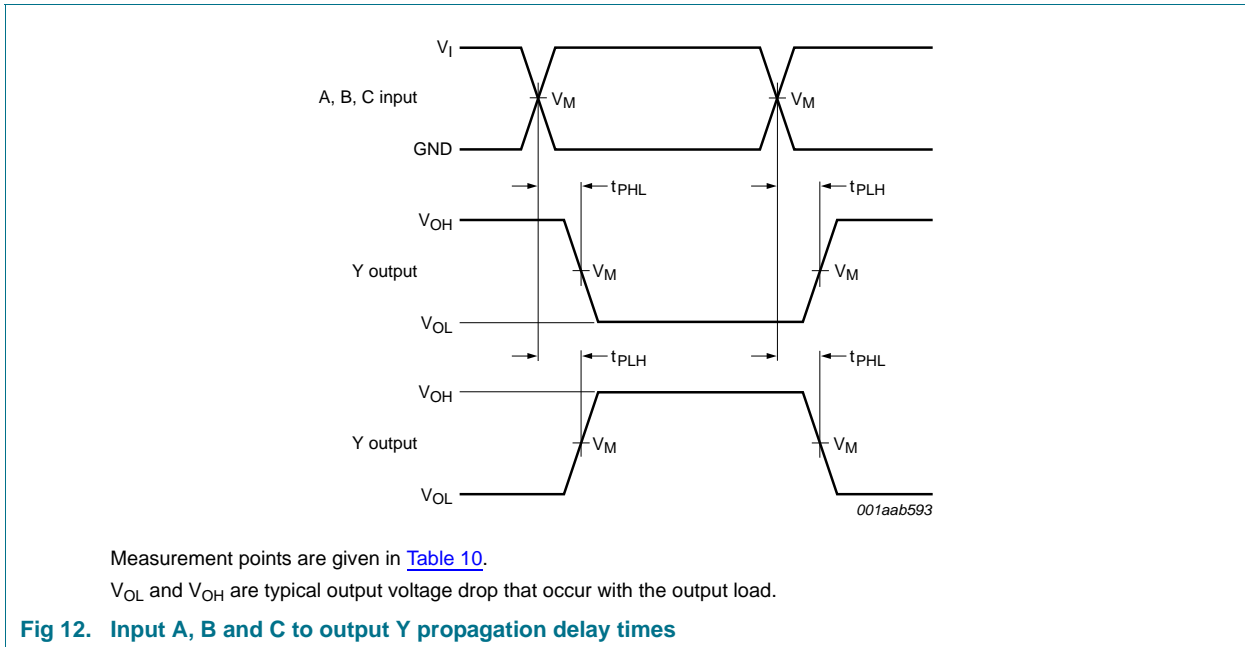 VI
A, B, C input
VM
VM
GND
tPHL
tPLH
VOH
Y output
VM
VM
VOL
tPLH
tPHL
VOH
Y output
VM
VM
VOL
001aab593
Measurement points are given in Table 10.
VOL and VOH are typical output voltage drop that occur with the output load.
Fig 12. Input A, B and C to output Y propagation delay times